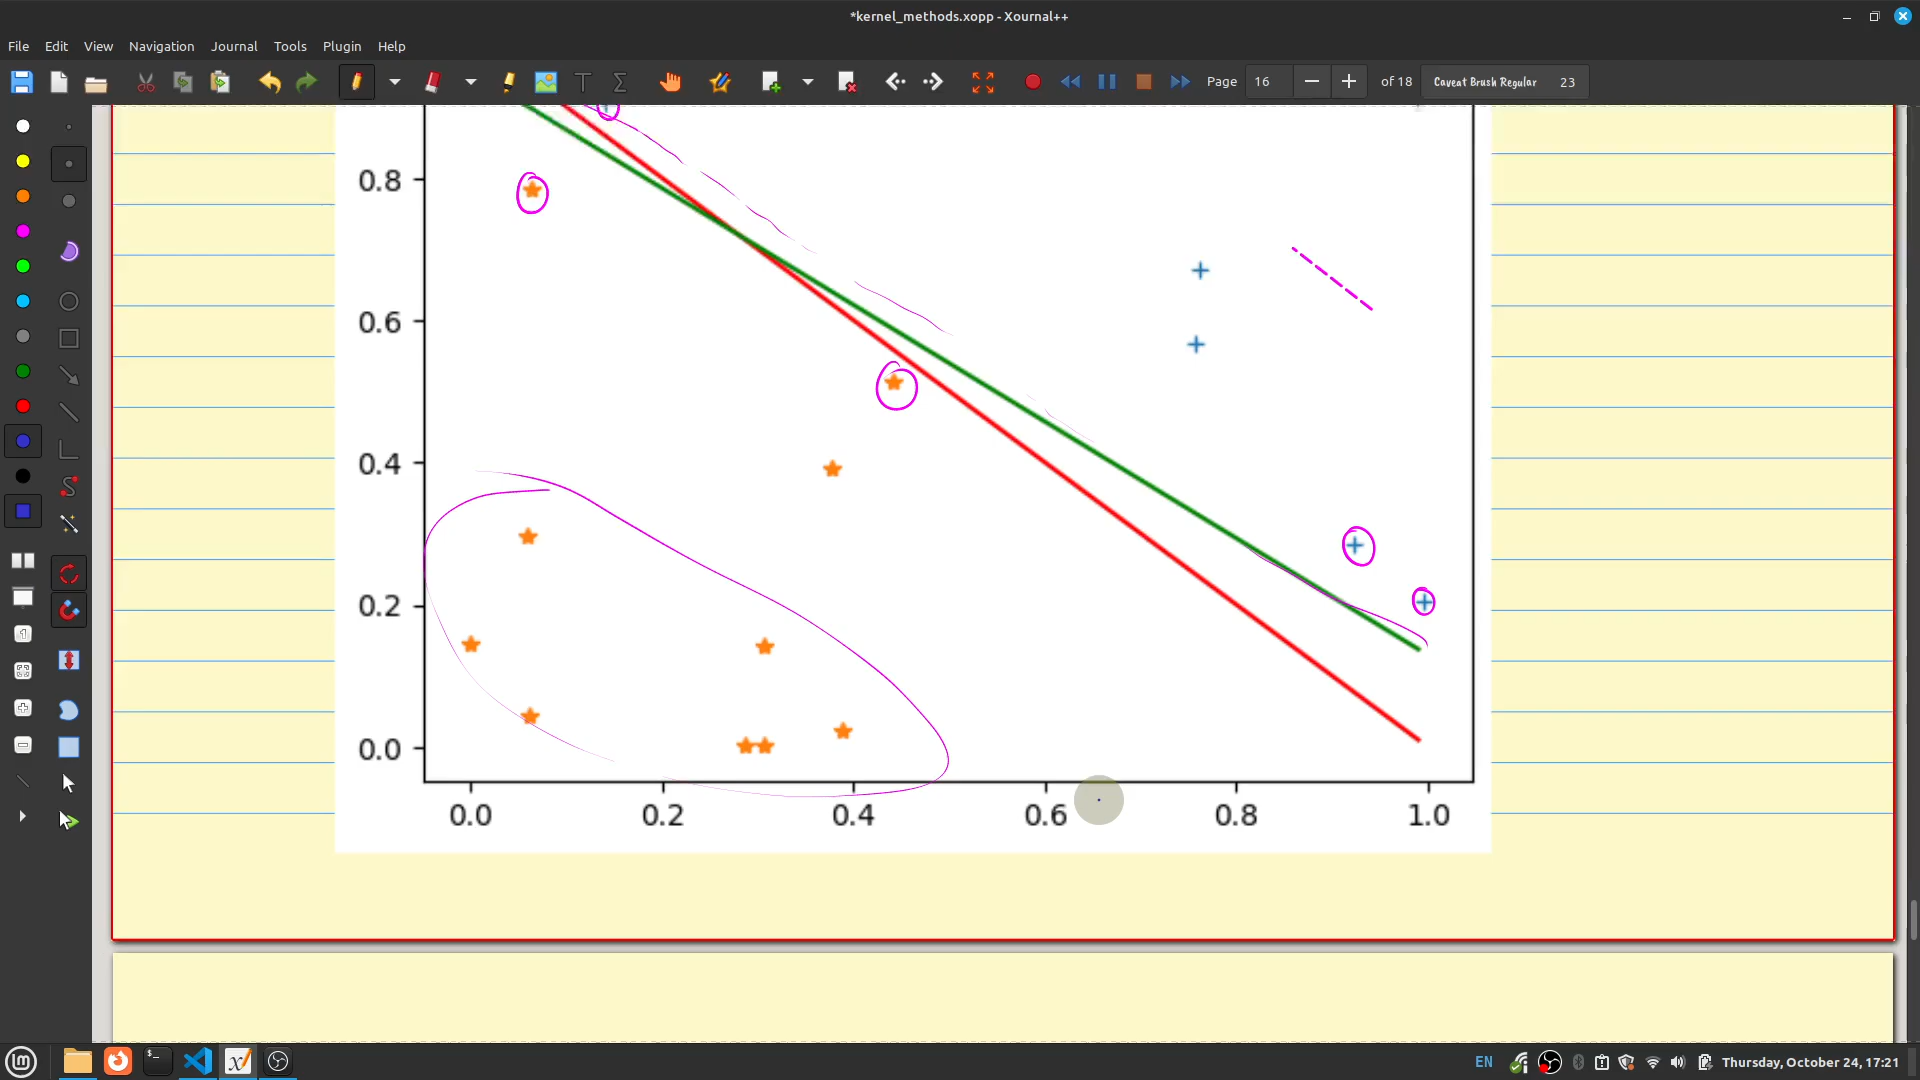 *kernel_methods.xopp - Xournal++
File Edit View Navigation Journal Tools Plugin Help
Page 16 of 18 Caveat Brush Regular 23
0.8
0.6
0.4
0.2
0.0
0.0 0.2 0.4 0.6 0.8 1.0
EN Thursday, October 24, 17:21